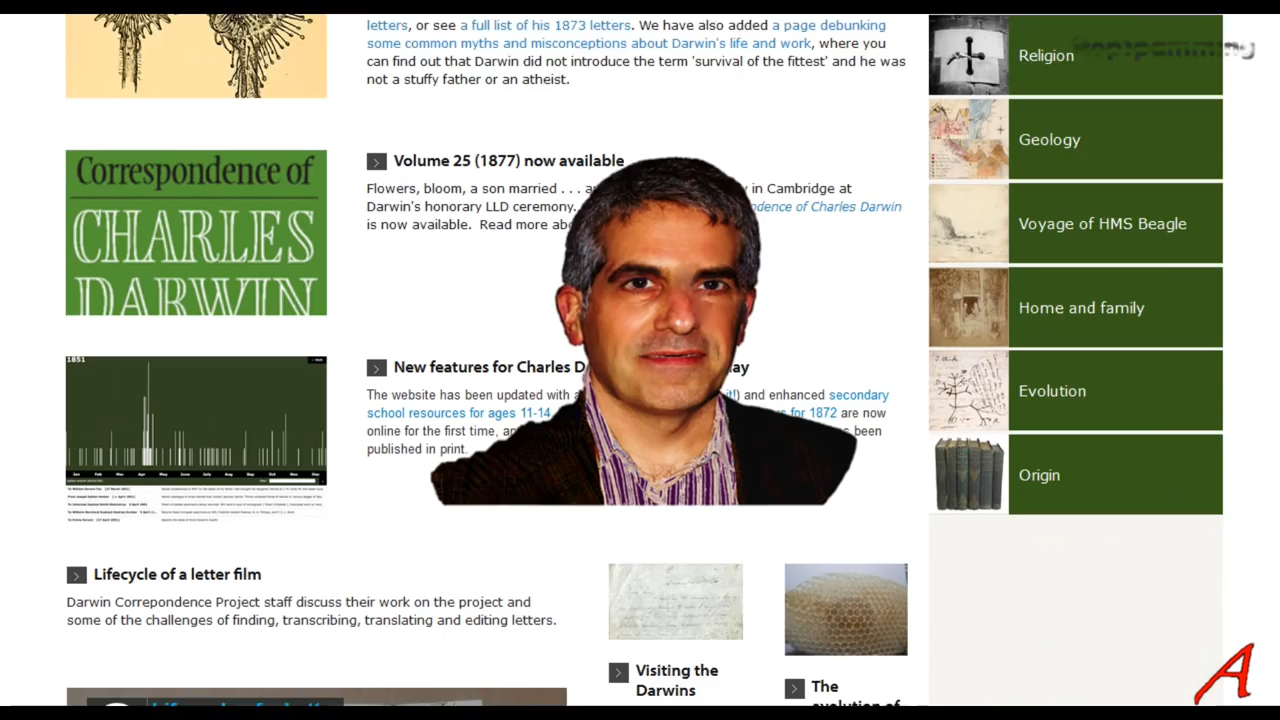 letters, or see a full list of his 1873 letters. We have also added a page debunking
some common myths and misconceptions about Darwin's life and work, where you
can find out that Darwin did not introduce the term 'survival of the fittest' and he was
not a stuffy father or an atheist.
Correspondence of
CHARLES
DARWIN
Volume 25 (1877) now available
Flowers, bloom, a son married . . . in Cambridge at
Darwin's honorary LLD ceremony. Charles Darwin
is now available. Read more
1851
New features for Charles
The website has been updated with and enhanced secondary
school resources for ages 11-14 for 1872 are now
online for the first time, been
published in print.
Lifecycle of a letter film
Darwin Correpondence Project staff discuss their work on the project and
some of the challenges of finding, transcribing, translating and editing letters.
Visiting the
Darwins
The
evolution of
Religion
Geology
Voyage of HMS Beagle
Home and family
Evolution
Origin
A